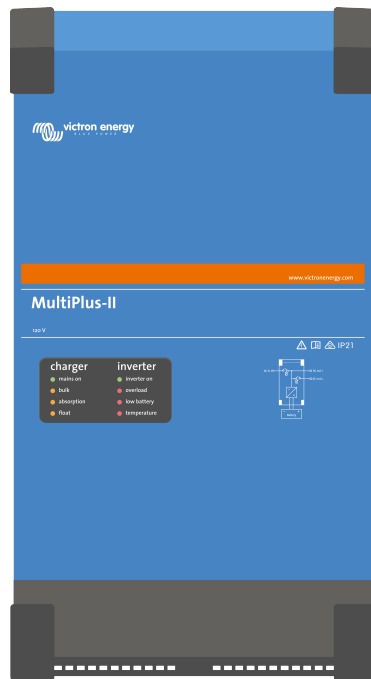 victron energy
BLUE POWER
www.victronenergy.com
MultiPlus-II
120 V
IP21
charger
inverter
mains on
inverter on
bulk
overload
absorption
low battery
float
temperature
Battery